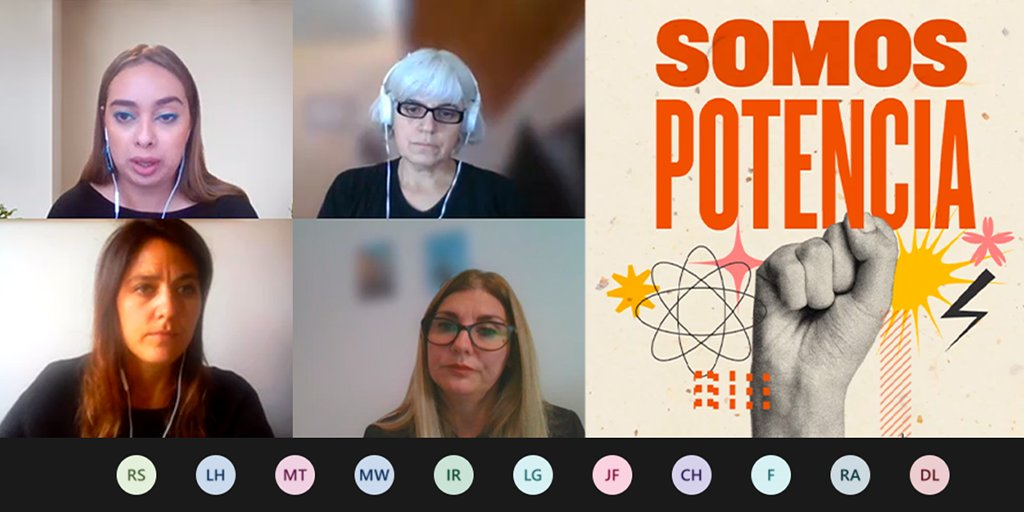 SOMOS
POTENCIA
RS LH MT MW IR LG JF CH F RA DL